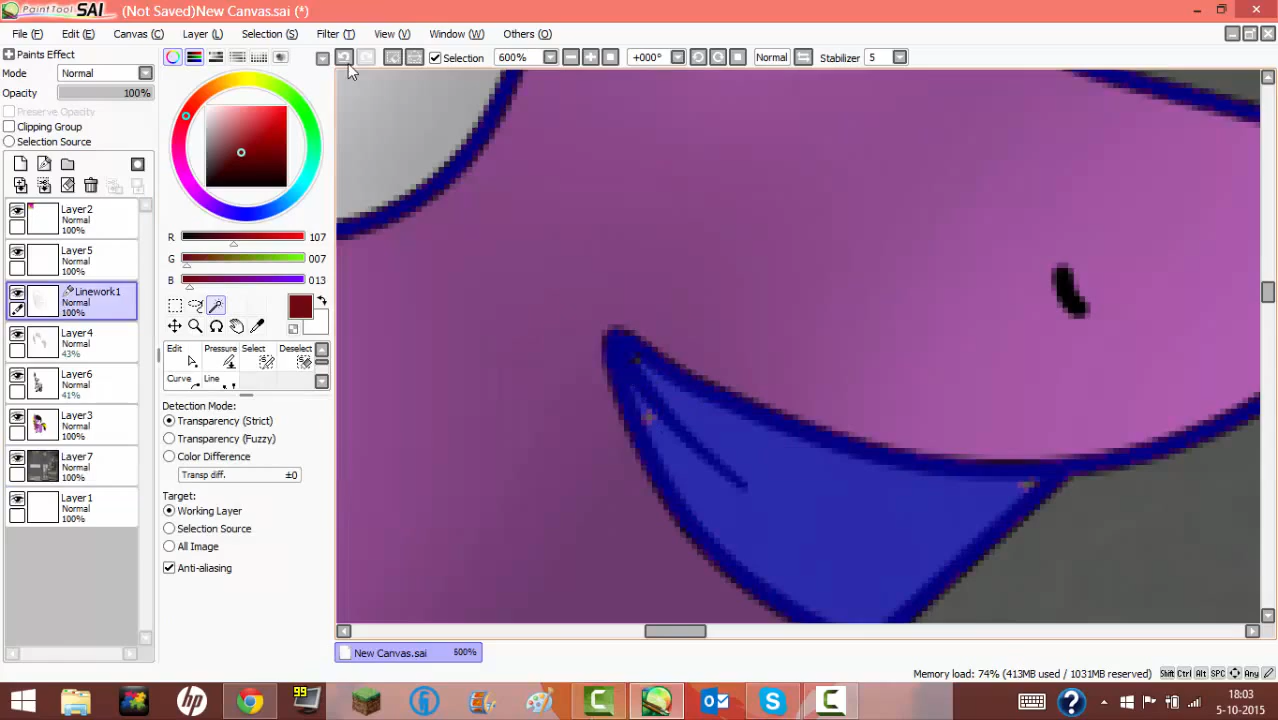 PaintTool SAI (Not Saved)New Canvas.sai (*)
File (F) Edit (E) Canvas (C) Layer (L) Selection (S) Filter (T) View (V) Window (W) Others (O)
Paints Effect
Mode Normal
Opacity 100%
Preserve Opacity
Clipping Group
Selection Source
Selection 600% +000° Normal Stabilizer 5
Layer2
Normal
100%
Layer5
Normal
100%
Linework1
Normal
100%
Layer4
Normal
43%
Layer6
Normal
41%
Layer3
Normal
100%
Layer7
Normal
100%
Layer1
Normal
100%
R 107
G 007
B 013
Edit Pressure Select Deselect
Curve Line
Detection Mode:
Transparency (Strict)
Transparency (Fuzzy)
Color Difference
Transp diff. ±0
Target:
Working Layer
Selection Source
All Image
Anti-aliasing
New Canvas.sai 600%
Memory load: 74% (413MB used / 1031MB reserved) Shift Ctrl Alt SPC Any
hp 99 18:03
5-10-2015